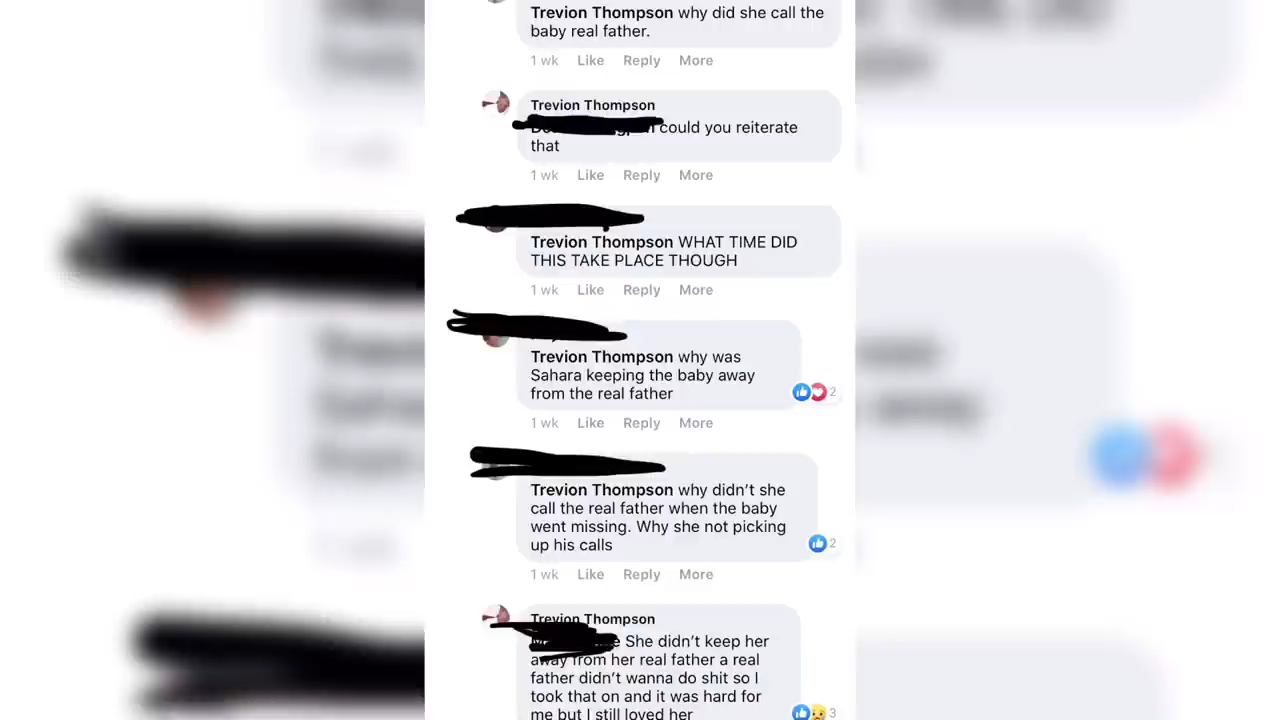 Trevion Thompson why did she call the
baby real father.
1 wk Like Reply More
Trevion Thompson
could you reiterate
that
1 wk Like Reply More
Trevion Thompson WHAT TIME DID
THIS TAKE PLACE THOUGH
1 wk Like Reply More
Trevion Thompson why was
Sahara keeping the baby away
from the real father
2
1 wk Like Reply More
Trevion Thompson why didn’t she
call the real father when the baby
went missing. Why she not picking
up his calls
2
1 wk Like Reply More
Trevion Thompson
She didn’t keep her
away from her real father a real
father didn’t wanna do shit so I
took that on and it was hard for
me but I still loved her
3